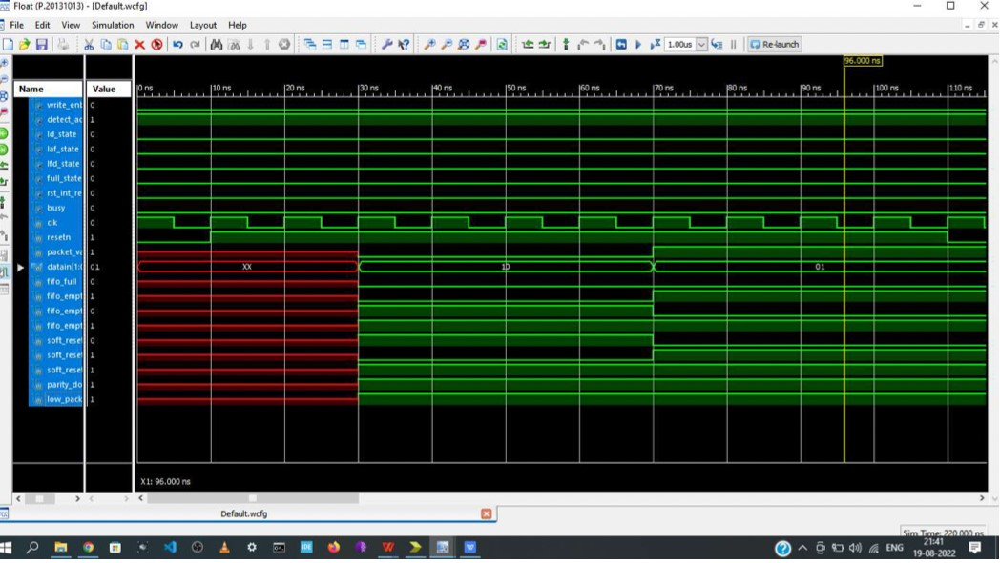 Float (P.20131013) - [Default.wcfg]
File Edit View Simulation Window Layout Help
1.00us Re-launch
96.000 ns
Name Value
0 ns 10 ns 20 ns 30 ns 40 ns 50 ns 60 ns 70 ns 80 ns 90 ns 100 ns 110 ns
write_enb 0
detect_ac 1
ld_state 0
laf_state 0
lfd_state 0
full_state 0
rst_int_re 0
busy 0
clk 0
resetn 1
packet_va 1
datain[1:0 01 XX 10 01
fifo_full 0
fifo_empt 1
fifo_empt 0
fifo_empt 1
soft_reset 0
soft_reset 1
soft_reset 1
parity_do 1
low_pack 1
X1: 96.000 ns
Default.wcfg
Sim Time: 220,000 ps
ENG 21:41
19-08-2022